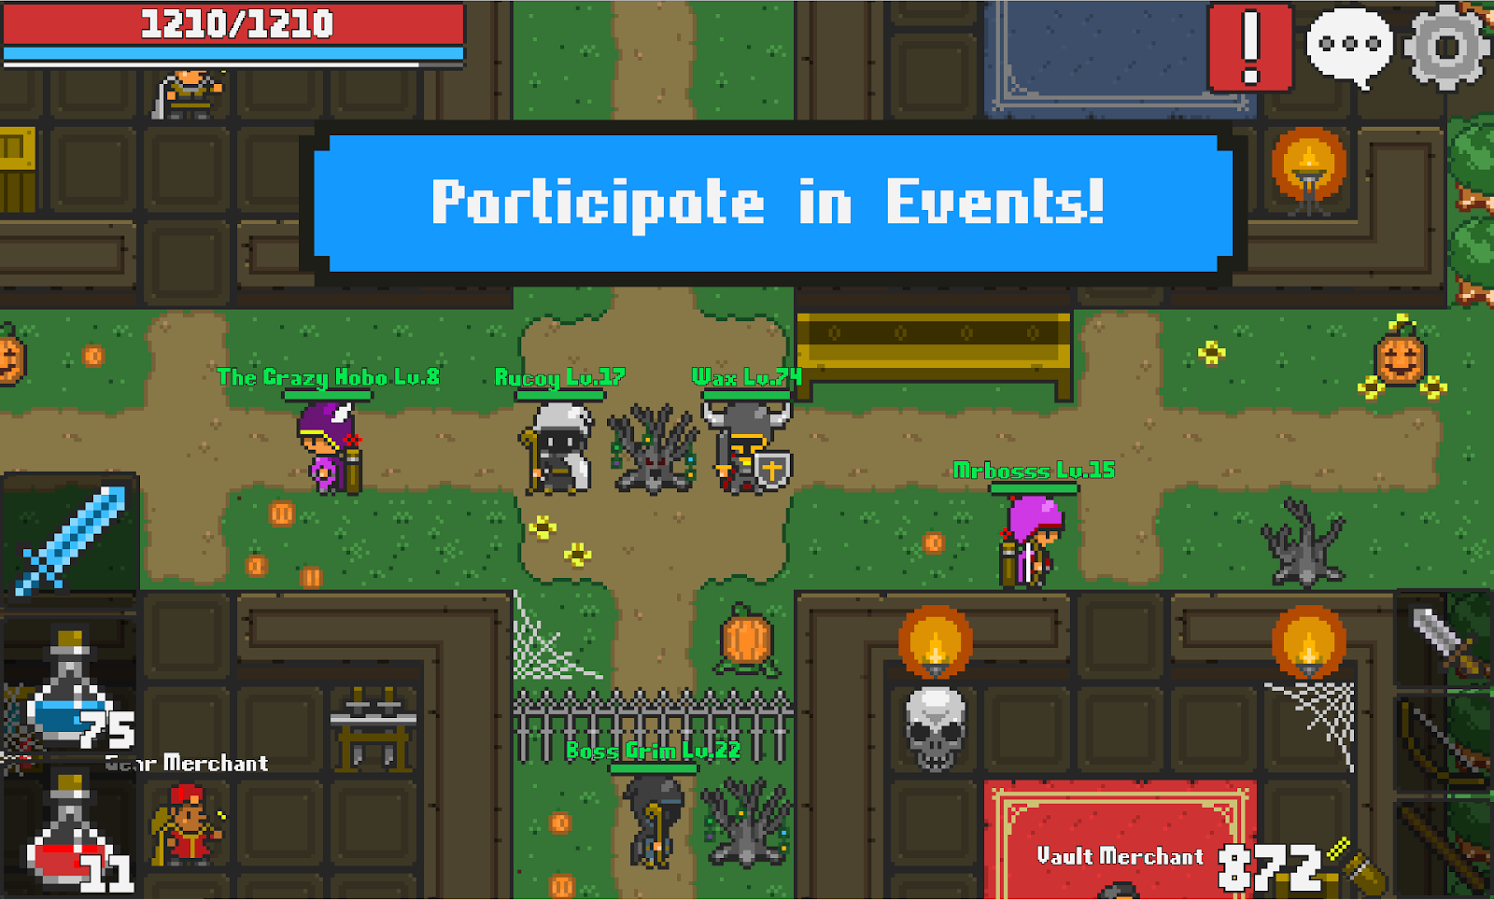 1210/1210
Participate in Events!
The Crazy Hobo Lv.8
Rucoy Lv.17
Wax Lv.74
Mrbosss Lv.15
75
Boss Grim Lv.22
Gear Merchant
11
Vault Merchant
872